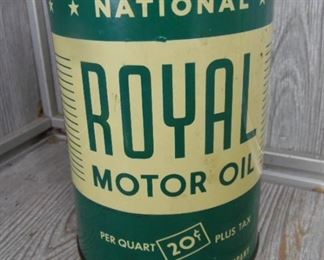 NATIONAL
ROYAL
MOTOR OIL
PER QUART 20¢ PLUS TAX